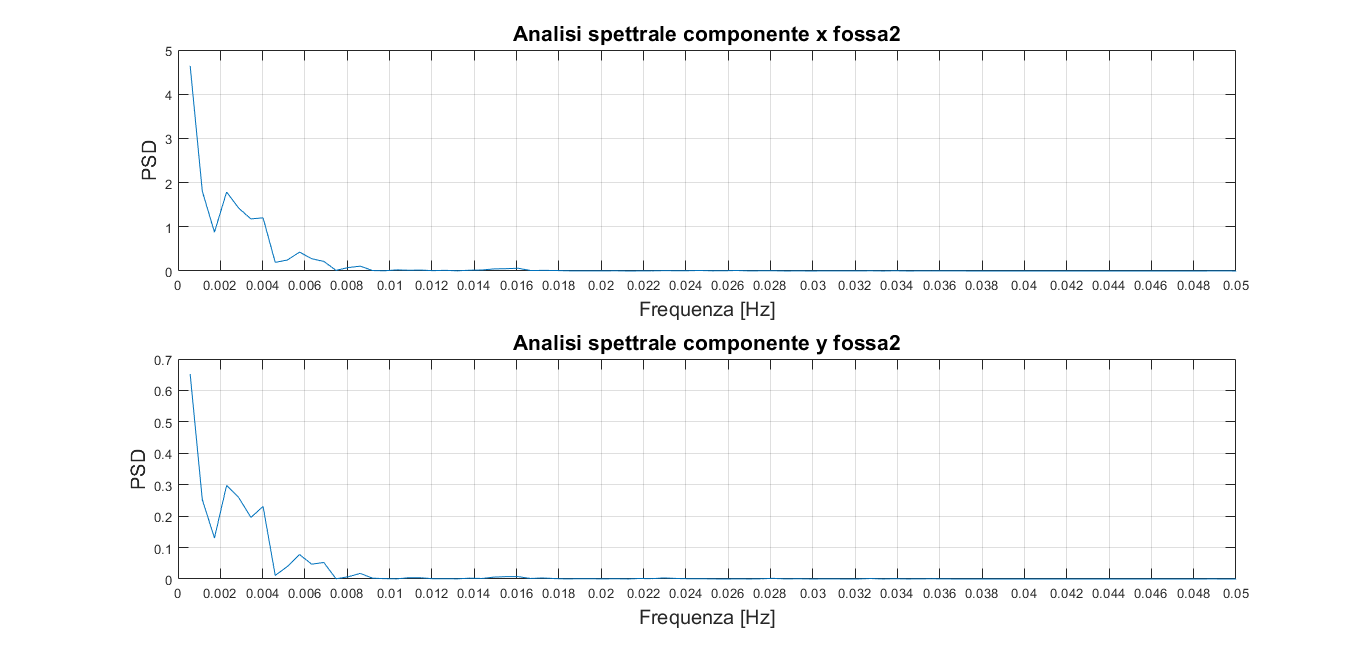 Analisi spettrale componente x fossa2
5
4
3
2
1
0
PSD
0 0.002 0.004 0.006 0.008 0.01 0.012 0.014 0.016 0.018 0.02 0.022 0.024 0.026 0.028 0.03 0.032 0.034 0.036 0.038 0.04 0.042 0.044 0.046 0.048 0.05
Frequenza [Hz]
Analisi spettrale componente y fossa2
0.7
0.6
0.5
0.4
0.3
0.2
0.1
0
PSD
0 0.002 0.004 0.006 0.008 0.01 0.012 0.014 0.016 0.018 0.02 0.022 0.024 0.026 0.028 0.03 0.032 0.034 0.036 0.038 0.04 0.042 0.044 0.046 0.048 0.05
Frequenza [Hz]